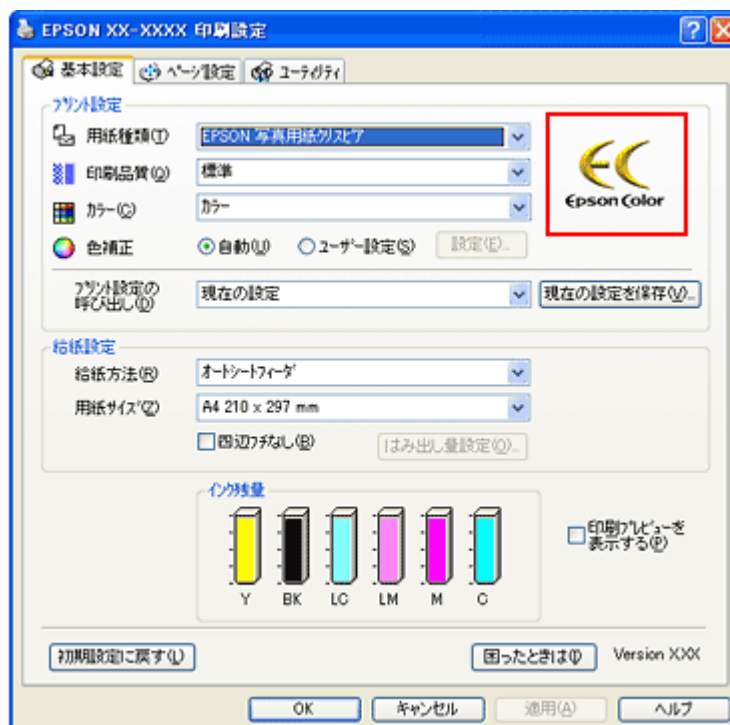 EPSON XX-XXXX 印刷設定
基本設定 ページ設定 ユーティリティ
プリント設定
用紙種類(T) EPSON 写真用紙クリスピア
印刷品質(Q) 標準
カラー(C) カラー
色補正 自動(U) ユーザー設定(S) 設定(E)...
Epson Color
プリント設定の
呼び出し(D) 現在の設定 現在の設定を保存(V)...
給紙設定
給紙方法(R) オートシートフィーダ
用紙サイズ(Z) A4 210 x 297 mm
四辺フチなし(B) はみ出し量設定(O)...
インク残量
Y BK LC LM M C
印刷プレビューを
表示する(P)
初期設定に戻す(L) 困ったときは(I) Version XXX
OK キャンセル 適用(A) ヘルプ